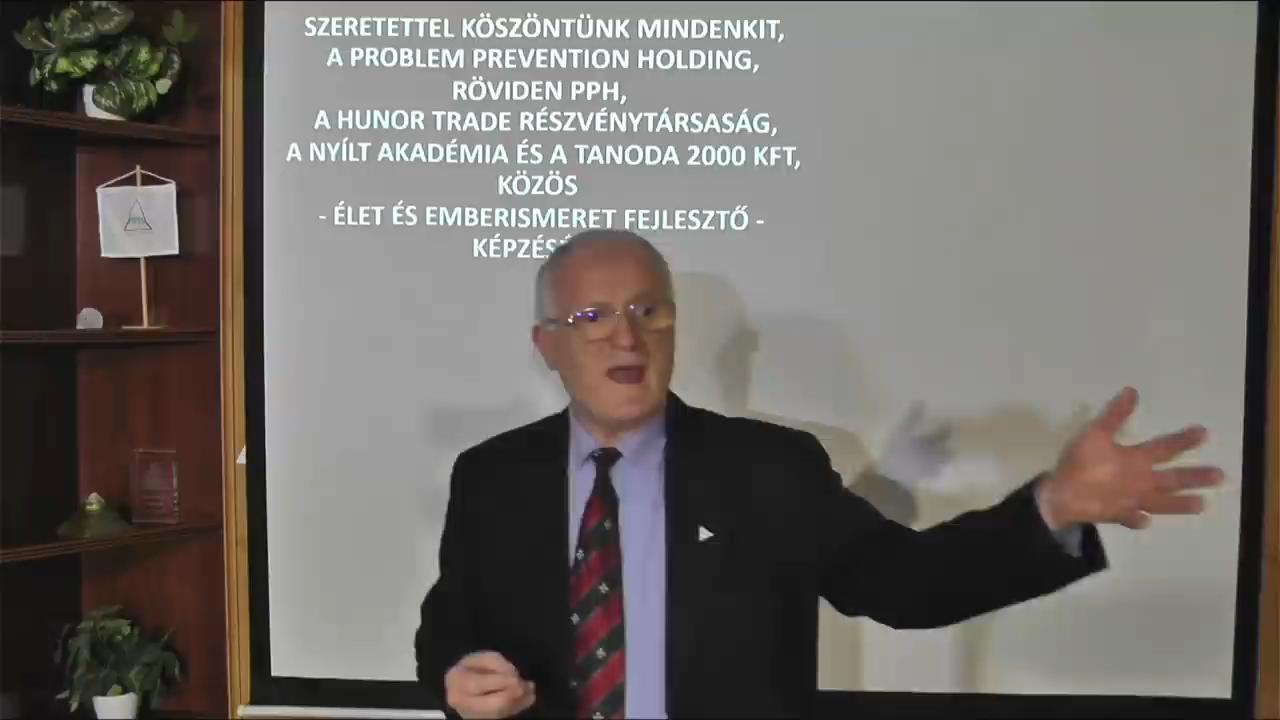 SZERETETTEL KÖSZÖNTÜNK MINDENKIT,
A PROBLEM PREVENTION HOLDING,
RÖVIDEN PPH,
A HUNOR TRADE RÉSZVÉNYTÁRSASÁG,
A NYÍLT AKADÉMIA ÉS A TANODA 2000 KFT,
KÖZÖS
- ÉLET ÉS EMBERISMERET FEJLESZTŐ -